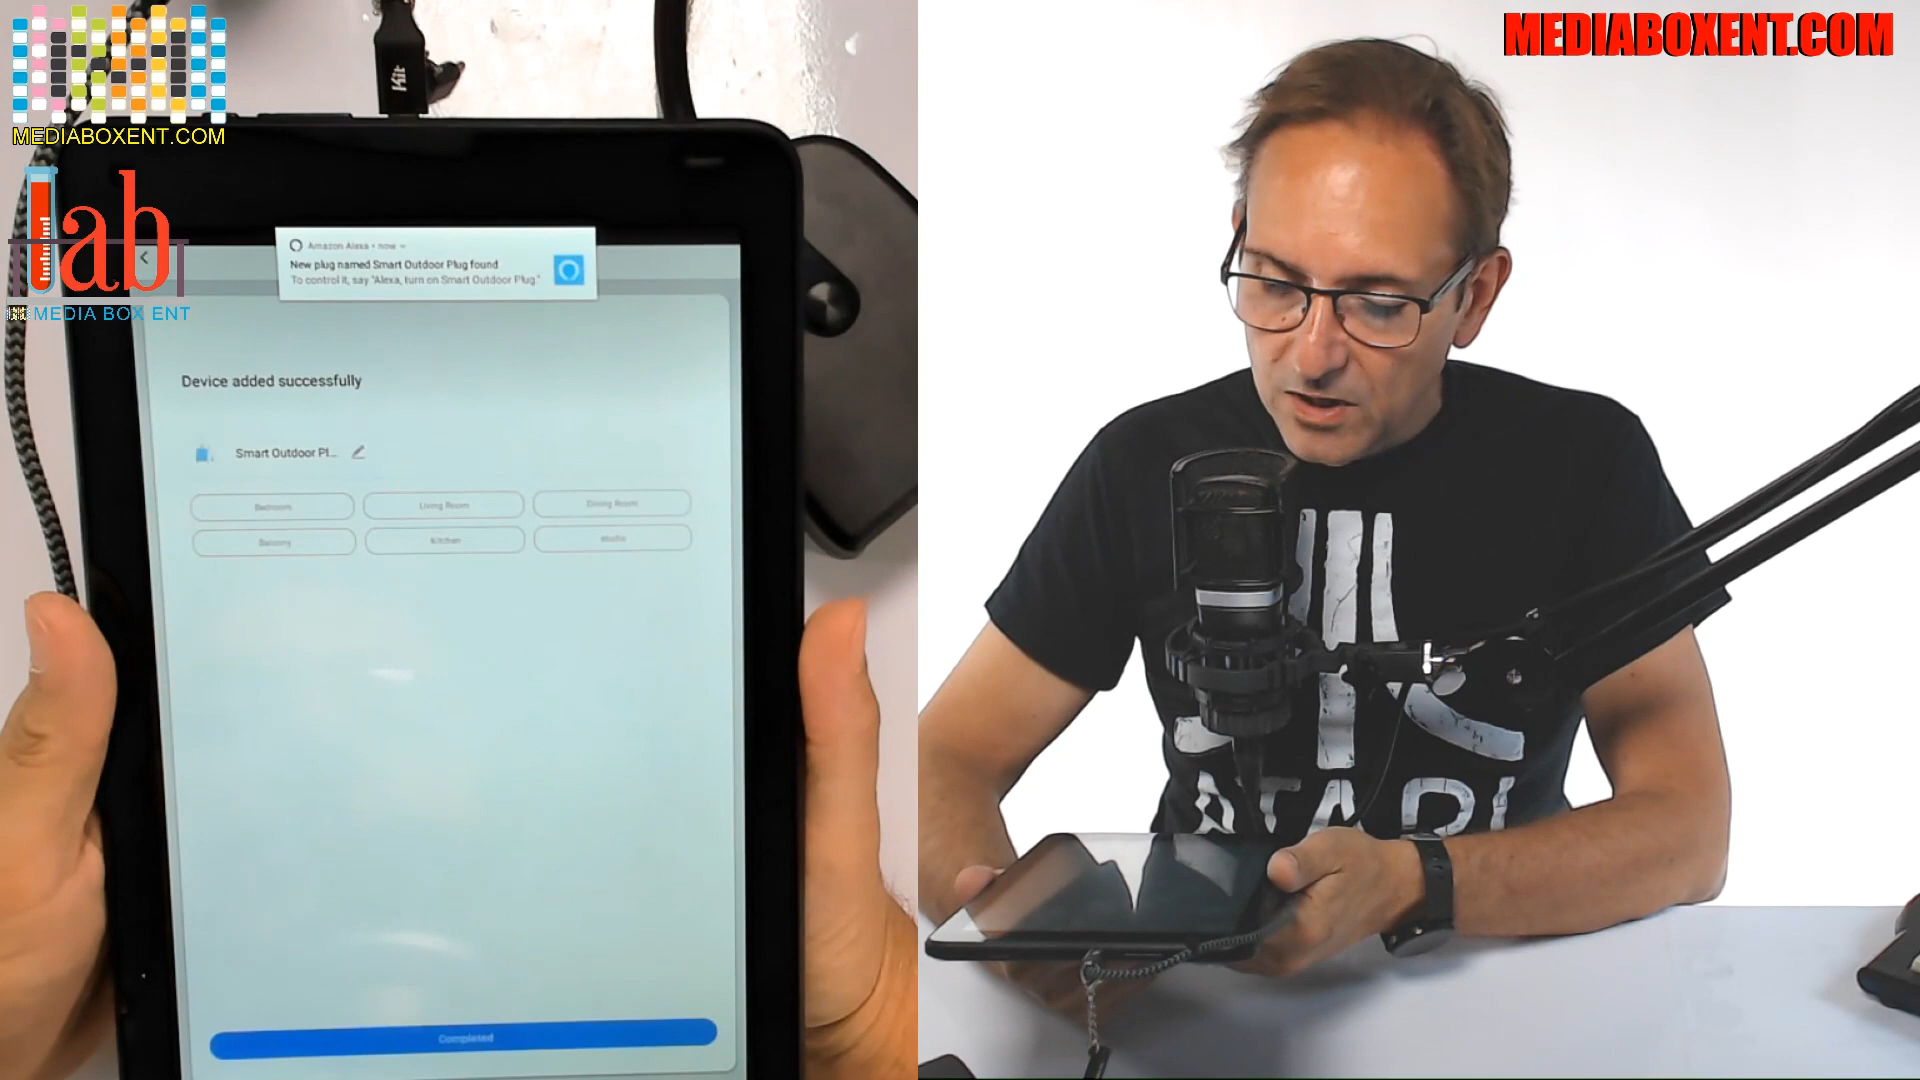 MEDIABOXENT.COM
lab
MEDIA BOX ENT
Kit
Amazon Alexa • now
New plug named Smart Outdoor Plug found
To control it, say "Alexa, turn on Smart Outdoor Plug."
Device added successfully
Smart Outdoor Pl...
Bedroom
Living Room
Dining Room
Balcony
Kitchen
Studio
Completed
MEDIABOXENT.COM
ATARI